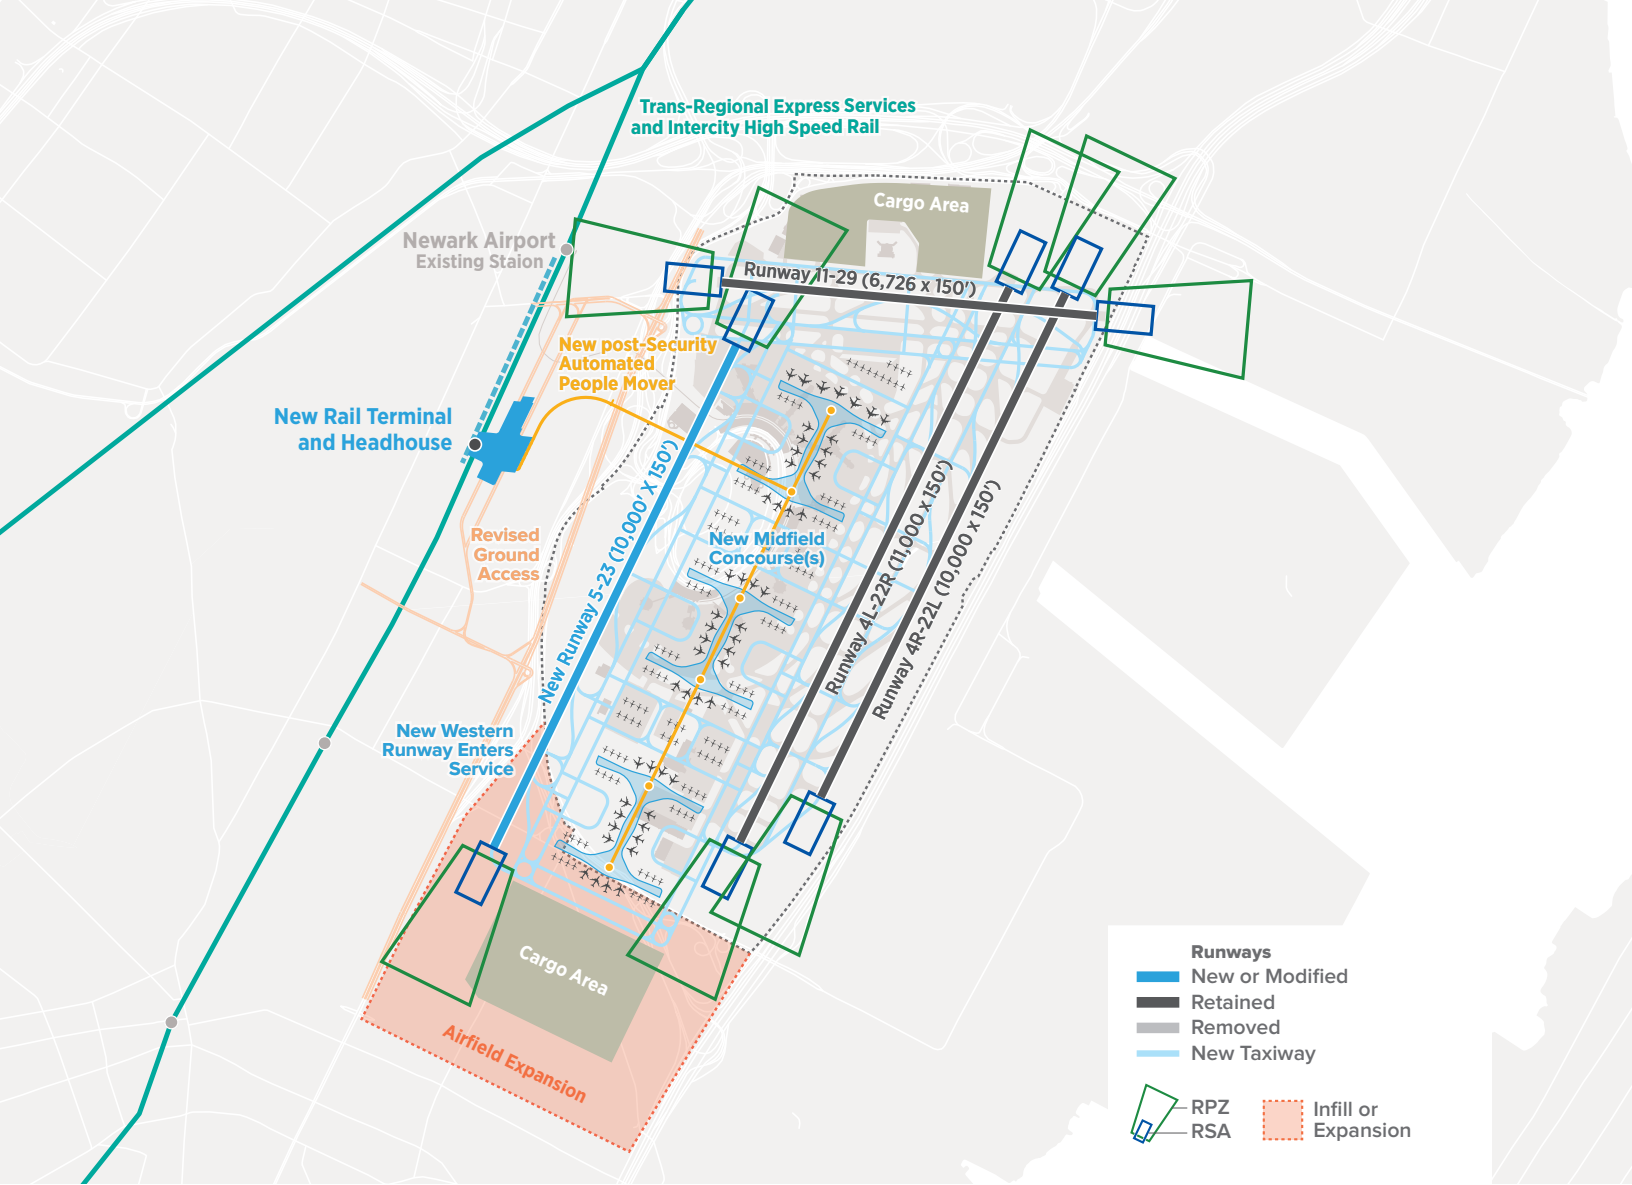 Trans-Regional Express Services
and Intercity High Speed Rail
Cargo Area
Newark Airport
Existing Staion
Runway 11-29 (6,726 x 150')
New post-Security
Automated
People Mover
New Rail Terminal
and Headhouse
New Runway 5-23 (10,000' X 150')
Runway 4L-22R (11,000 x 150')
Runway 4R-22L (10,000 x 150')
Revised
Ground
Access
New Midfield
Concourse(s)
New Western
Runway Enters
Service
Cargo Area
Airfield Expansion
Runways
New or Modified
Retained
Removed
New Taxiway
RPZ
RSA
Infill or
Expansion